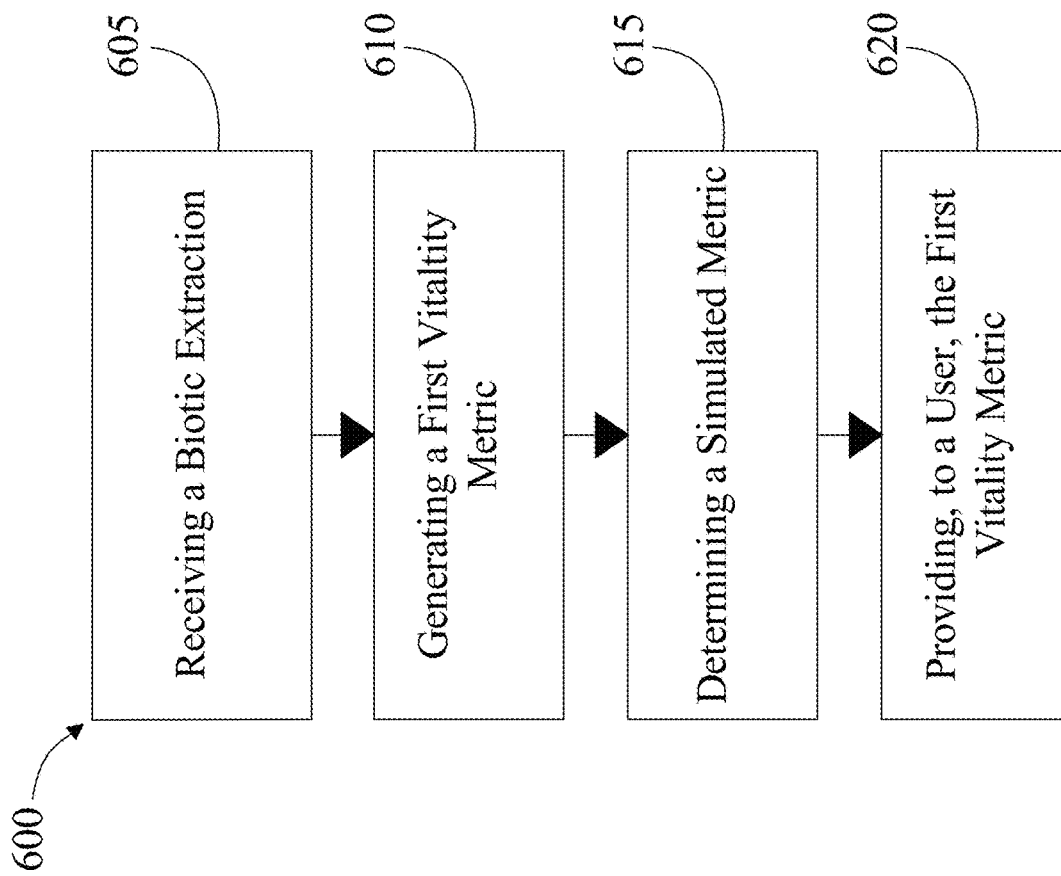 600
605
Receiving a Biotic Extraction
610
Generating a First Vitaltity
Metric
615
Determining a Simulated Metric
620
Providing, to a User, the First
Vitality Metric